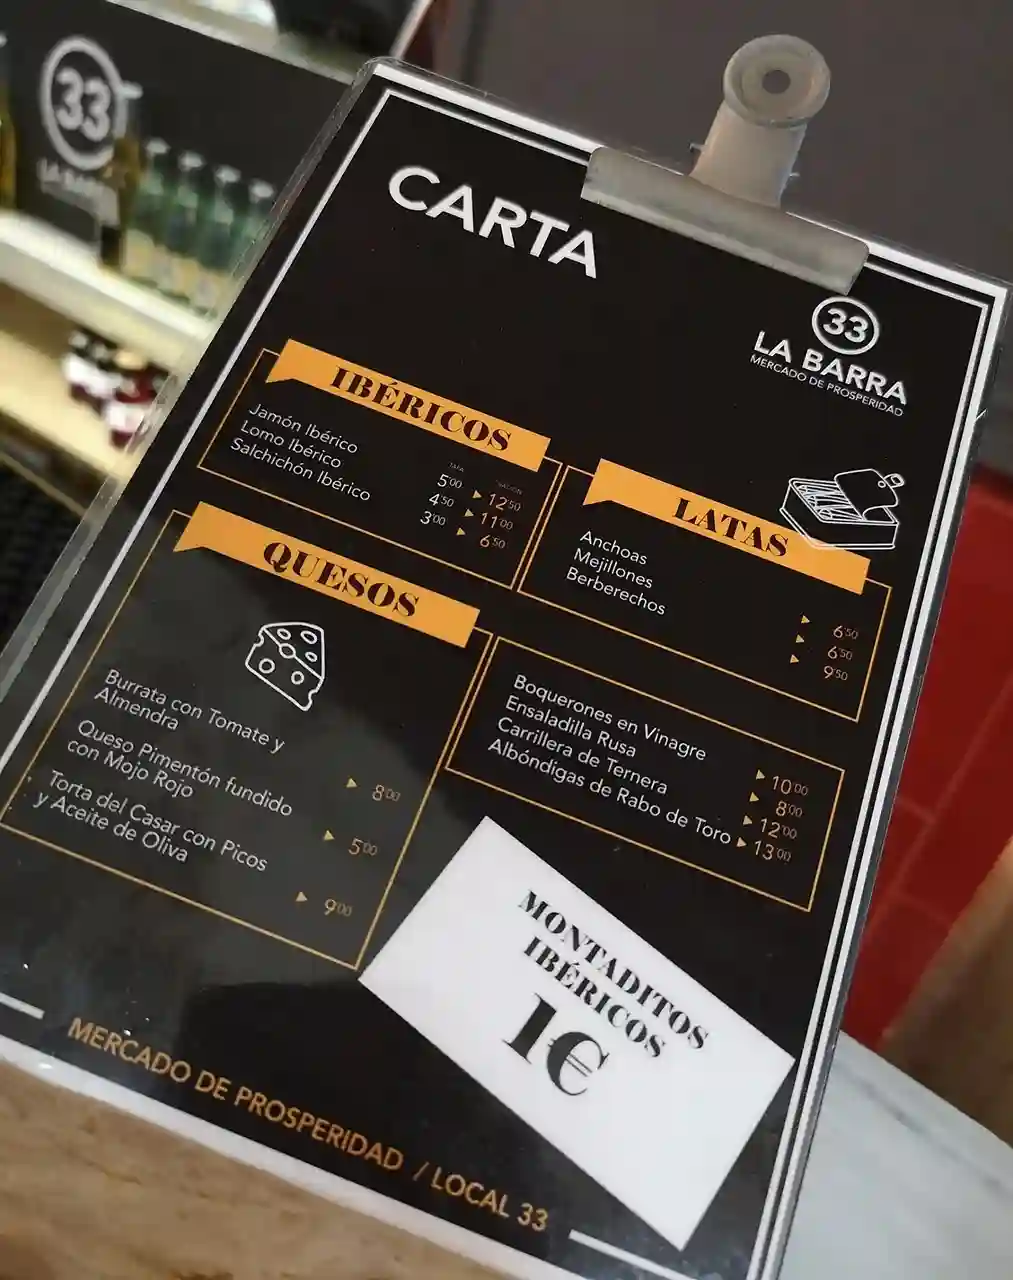 33
LA BARRA
CARTA
33
LA BARRA
MERCADO DE PROSPERIDAD
IBÉRICOS
TAPA RACIÓN
Jamón Ibérico 5'00 12'50
Lomo Ibérico 4'50 11'00
Salchichón Ibérico 3'00 6'50
LATAS
Anchoas 6'50
Mejillones 6'50
Berberechos 9'50
QUESOS
Burrata con Tomate y
Almendra 8'00
Queso Pimentón fundido
con Mojo Rojo 5'00
Torta del Casar con Picos
y Aceite de Oliva 9'00
Boquerones en Vinagre 10'00
Ensaladilla Rusa 8'00
Carrillera de Ternera 12'00
Albóndigas de Rabo de Toro 13'00
MONTADITOS
IBÉRICOS
1€
MERCADO DE PROSPERIDAD / LOCAL 33